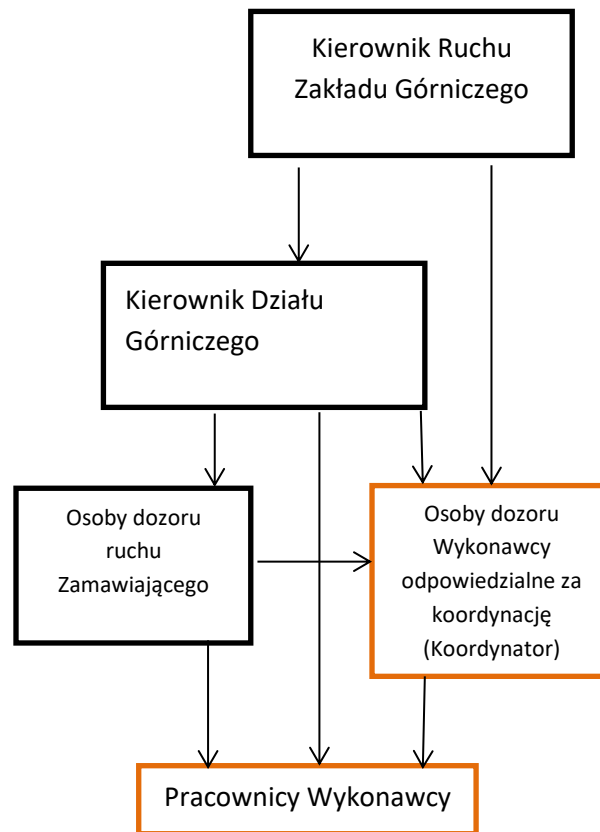 Kierownik Ruchu
Zakładu Górniczego
Kierownik Działu
Górniczego
Osoby dozoru
ruchu
Zamawiającego
Osoby dozoru
Wykonawcy
odpowiedzialne za
koordynację
(Koordynator)
Pracownicy Wykonawcy